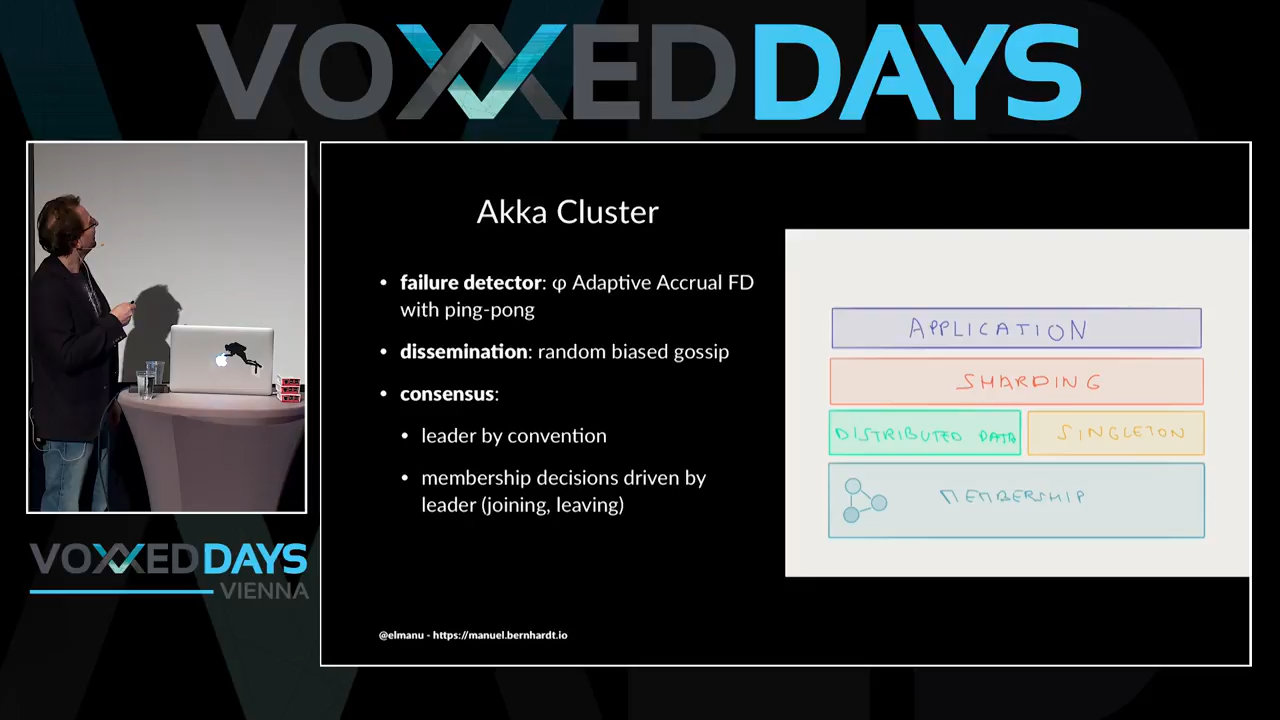 VOXXED DAYS
Akka Cluster
• failure detector: φ Adaptive Accrual FD
with ping-pong
• dissemination: random biased gossip
• consensus:
• leader by convention
• membership decisions driven by
leader (joining, leaving)
APPLICATION
SHARDING
DISTRIBUTED DATA
SINGLETON
MEMBERSHIP
VOXXED DAYS
VIENNA
@elmanu - https://manuel.bernhardt.io